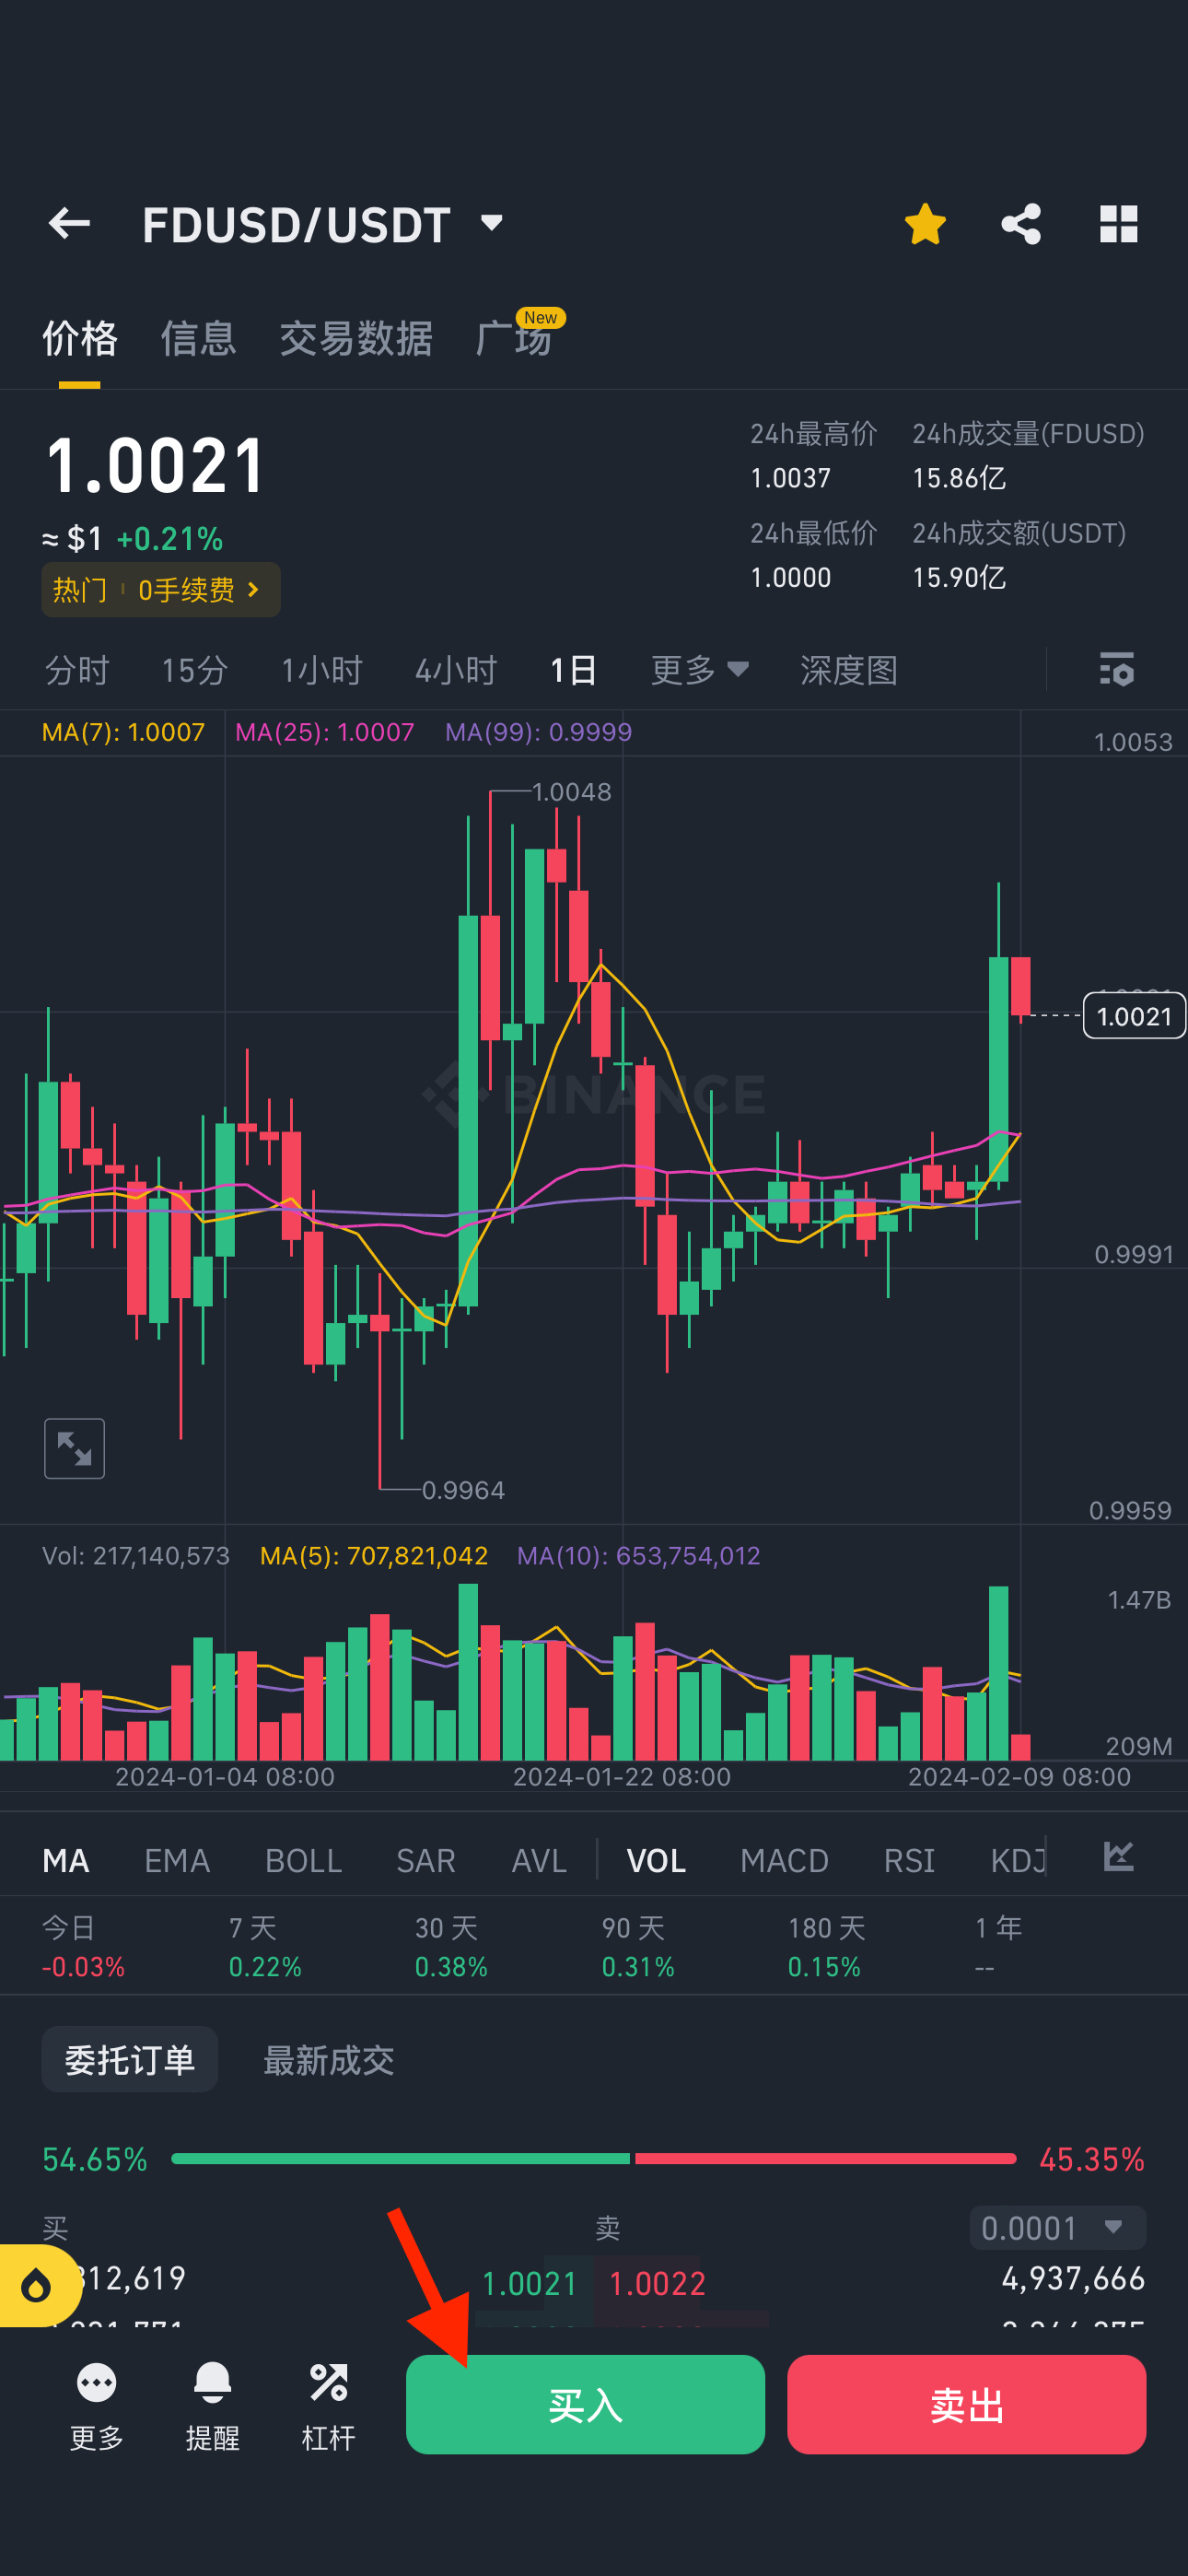 FDUSD/USDT
价格 信息 交易数据 广场 New
1.0021
≈ $1 +0.21%
热门 0手续费
24h最高价 24h成交量(FDUSD)
1.0037 15.86亿
24h最低价 24h成交额(USDT)
1.0000 15.90亿
分时 15分 1小时 4小时 1日 更多 深度图
MA(7): 1.0007 MA(25): 1.0007 MA(99): 0.9999
1.0053
1.0048
1.0021
BINANCE
0.9991
0.9964
0.9959
Vol: 217,140,573 MA(5): 707,821,042 MA(10): 653,754,012
1.47B
209M
2024-01-04 08:00 2024-01-22 08:00 2024-02-09 08:00
MA EMA BOLL SAR AVL VOL MACD RSI KDJ
今日 7 天 30 天 90 天 180 天 1 年
-0.03% 0.22% 0.38% 0.31% 0.15% --
委托订单 最新成交
54.65% 45.35%
买 卖 0.0001
312,619 1.0021 1.0022 4,937,666
更多 提醒 杠杆 买入 卖出